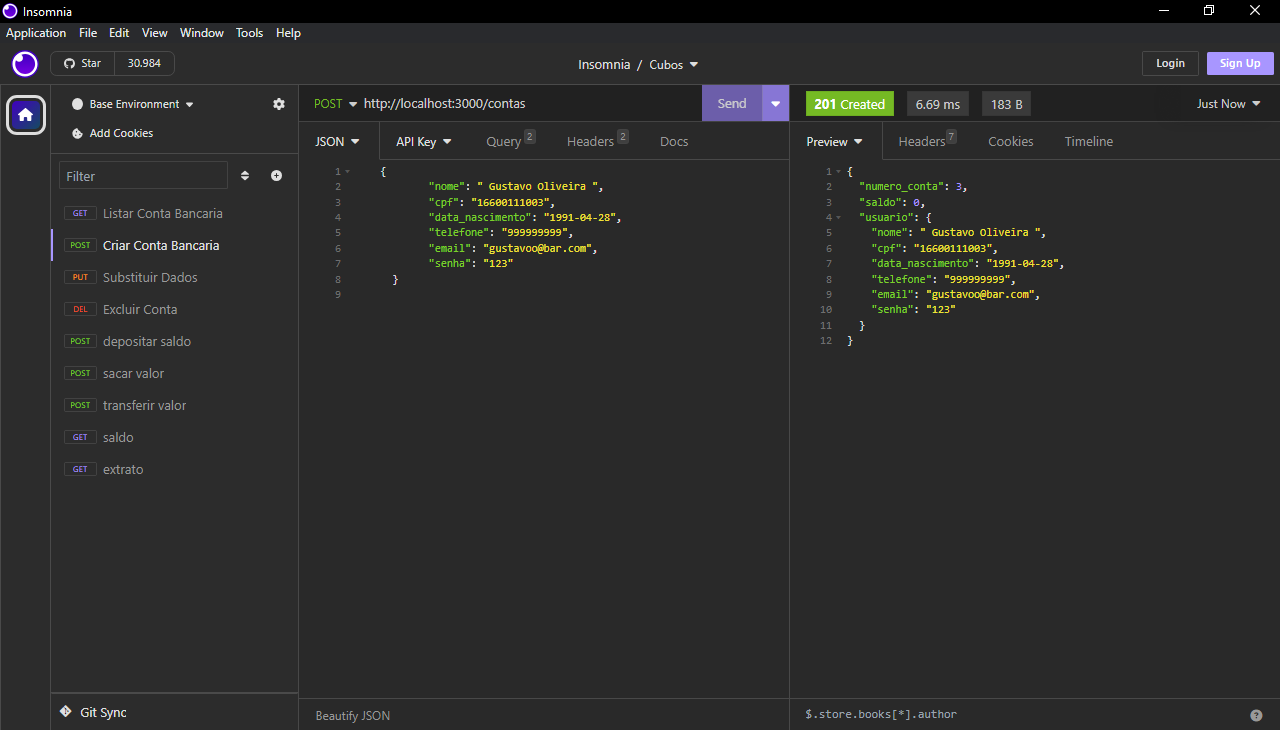 Insomnia
Application File Edit View Window Tools Help
Star 30.984
Insomnia / Cubos
Login Sign Up
Base Environment
Add Cookies
Filter
GET Listar Conta Bancaria
POST Criar Conta Bancaria
PUT Substituir Dados
DEL Excluir Conta
POST depositar saldo
POST sacar valor
POST transferir valor
GET saldo
GET extrato
Git Sync
POST http://localhost:3000/contas Send
JSON API Key Query 2 Headers 2 Docs
1 {
2 "nome": " Gustavo Oliveira ",
3 "cpf": "16600111003",
4 "data_nascimento": "1991-04-28",
5 "telefone": "999999999",
6 "email": "gustavoo@bar.com",
7 "senha": "123"
8 }
9
Beautify JSON
201 Created 6.69 ms 183 B Just Now
Preview Headers 7 Cookies Timeline
1 {
2 "numero_conta": 3,
3 "saldo": 0,
4 "usuario": {
5 "nome": " Gustavo Oliveira ",
6 "cpf": "16600111003",
7 "data_nascimento": "1991-04-28",
8 "telefone": "999999999",
9 "email": "gustavoo@bar.com",
10 "senha": "123"
11 }
12 }
$.store.books[*].author ?